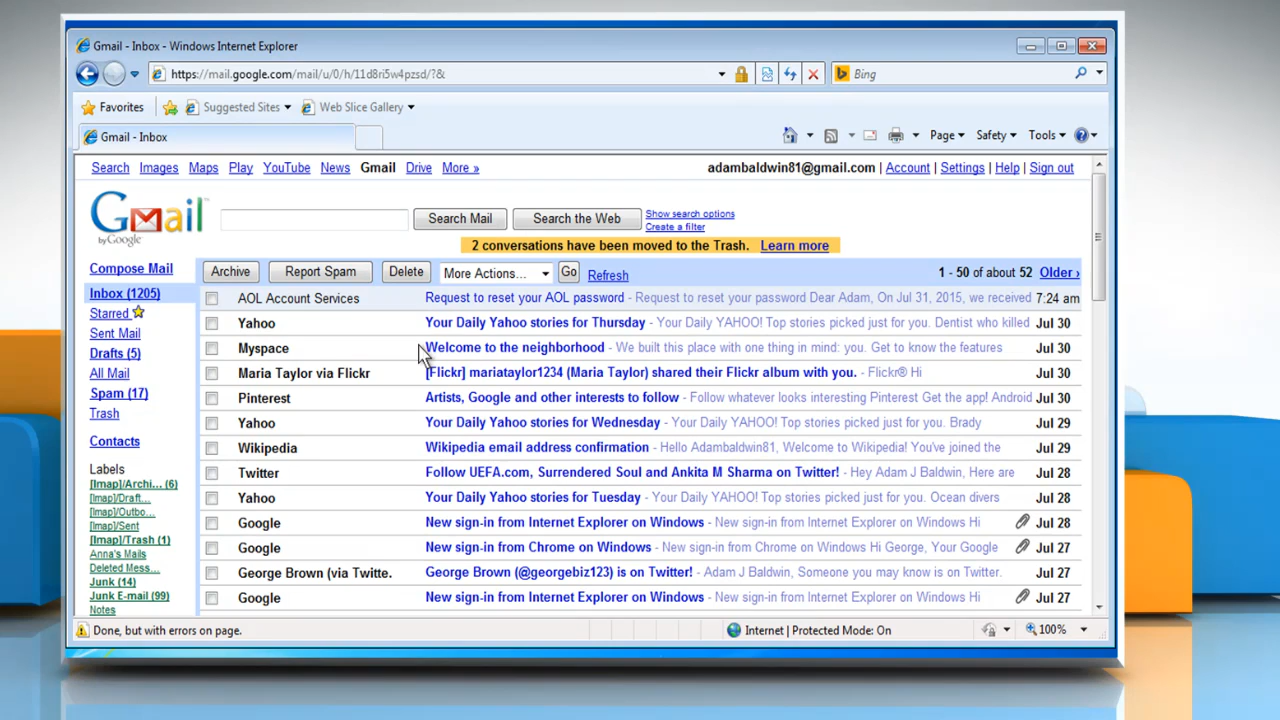 Gmail - Inbox - Windows Internet Explorer
https://mail.google.com/mail/u/0/h/11d8ri5w4pzsd/?&
Bing
Favorites Suggested Sites Web Slice Gallery
Gmail - Inbox
Page Safety Tools
Search Images Maps Play YouTube News Gmail Drive More »
adambaldwin81@gmail.com | Account | Settings | Help | Sign out
Gmail
by Google
Search Mail Search the Web
Show search options
Create a filter
2 conversations have been moved to the Trash. Learn more
Compose Mail
Inbox (1205)
Starred
Sent Mail
Drafts (5)
All Mail
Spam (17)
Trash
Contacts
Labels
[Imap]/Archi... (6)
[Imap]/Draft...
[Imap]/Outbo...
[Imap]/Sent
[Imap]/Trash (1)
Anna's Mails
Deleted Mess...
Junk (14)
Junk E-mail (99)
Notes
Archive Report Spam Delete More Actions... Go Refresh 1 - 50 of about 52 Older ›
AOL Account Services Request to reset your AOL password - Request to reset your password Dear Adam, On Jul 31, 2015, we received 7:24 am
Yahoo Your Daily Yahoo stories for Thursday - Your Daily YAHOO! Top stories picked just for you. Dentist who killed Jul 30
Myspace Welcome to the neighborhood - We built this place with one thing in mind: you. Get to know the features Jul 30
Maria Taylor via Flickr [Flickr] mariataylor1234 (Maria Taylor) shared their Flickr album with you. - Flickr® Hi Jul 30
Pinterest Artists, Google and other interests to follow - Follow whatever looks interesting Pinterest Get the app! Android Jul 30
Yahoo Your Daily Yahoo stories for Wednesday - Your Daily YAHOO! Top stories picked just for you. Brady Jul 29
Wikipedia Wikipedia email address confirmation - Hello Adambaldwin81, Welcome to Wikipedia! You've joined the Jul 29
Twitter Follow UEFA.com, Surrendered Soul and Ankita M Sharma on Twitter! - Hey Adam J Baldwin, Here are Jul 28
Yahoo Your Daily Yahoo stories for Tuesday - Your Daily YAHOO! Top stories picked just for you. Ocean divers Jul 28
Google New sign-in from Internet Explorer on Windows - New sign-in from Internet Explorer on Windows Hi Jul 28
Google New sign-in from Chrome on Windows - New sign-in from Chrome on Windows Hi George, Your Google Jul 27
George Brown (via Twitte. George Brown (@georgebiz123) is on Twitter! - Adam J Baldwin, Someone you may know is on Twitter. Jul 27
Google New sign-in from Internet Explorer on Windows - New sign-in from Internet Explorer on Windows Hi Jul 27
Done, but with errors on page. Internet | Protected Mode: On 100%